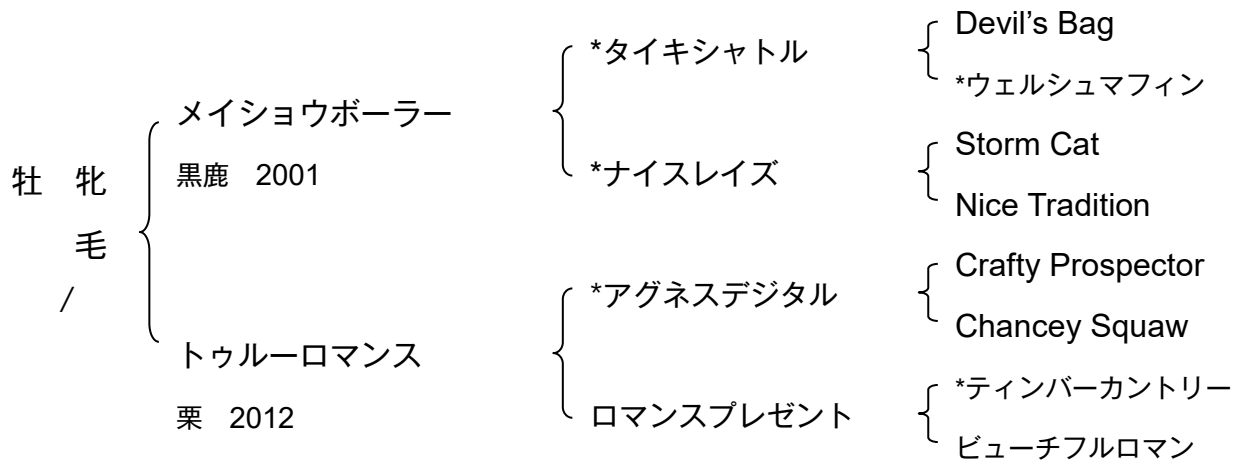 牡　牝
毛
/
メイショウボーラー
黒鹿　2001
トゥルーロマンス
栗　2012
*タイキシャトル
*ナイスレイズ
*アグネスデジタル
ロマンスプレゼント
Devil's Bag
*ウェルシュマフィン
Storm Cat
Nice Tradition
Crafty Prospector
Chancey Squaw
*ティンバーカントリー
ビューチフルロマン